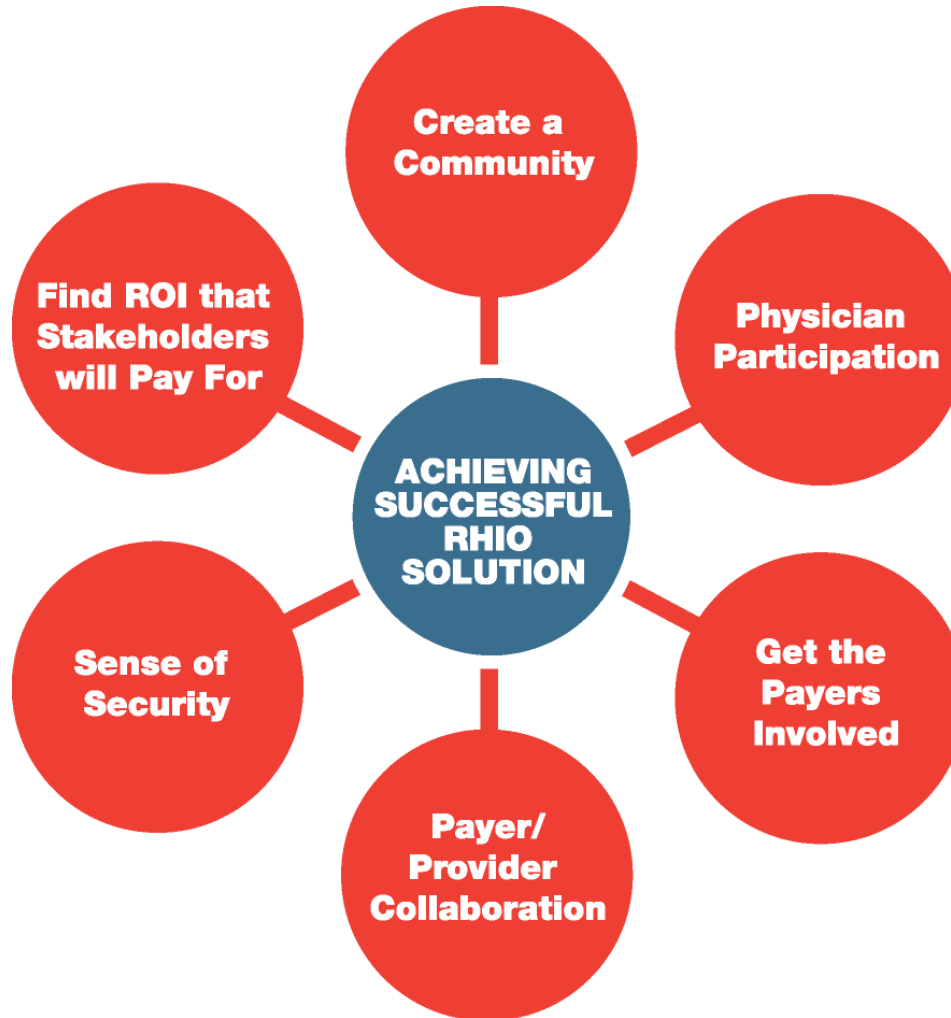 Create a
Community
Find ROI that
Stakeholders
will Pay For
Physician
Participation
ACHIEVING
SUCCESSFUL
RHIO
SOLUTION
Sense of
Security
Get the
Payers
Involved
Payer/
Provider
Collaboration